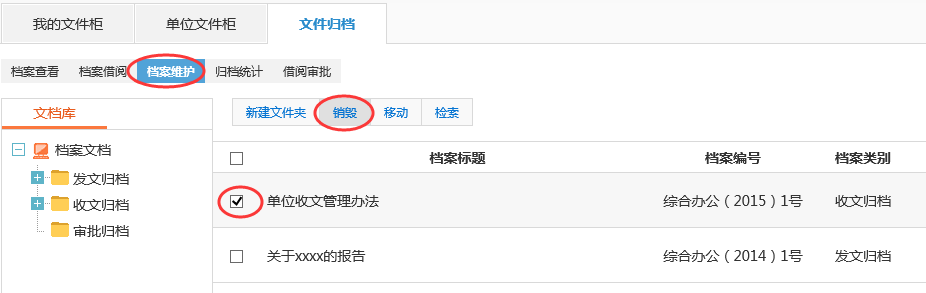 我的文件柜 单位文件柜 文件归档
档案查看 档案借阅 档案维护 归档统计 借阅审批
文档库
档案文档
发文归档
收文归档
审批归档
新建文件夹 销毁 移动 检索
档案标题 档案编号 档案类别
单位收文管理办法 综合办公（2015）1号 收文归档
关于xxxx的报告 综合办公（2014）1号 发文归档